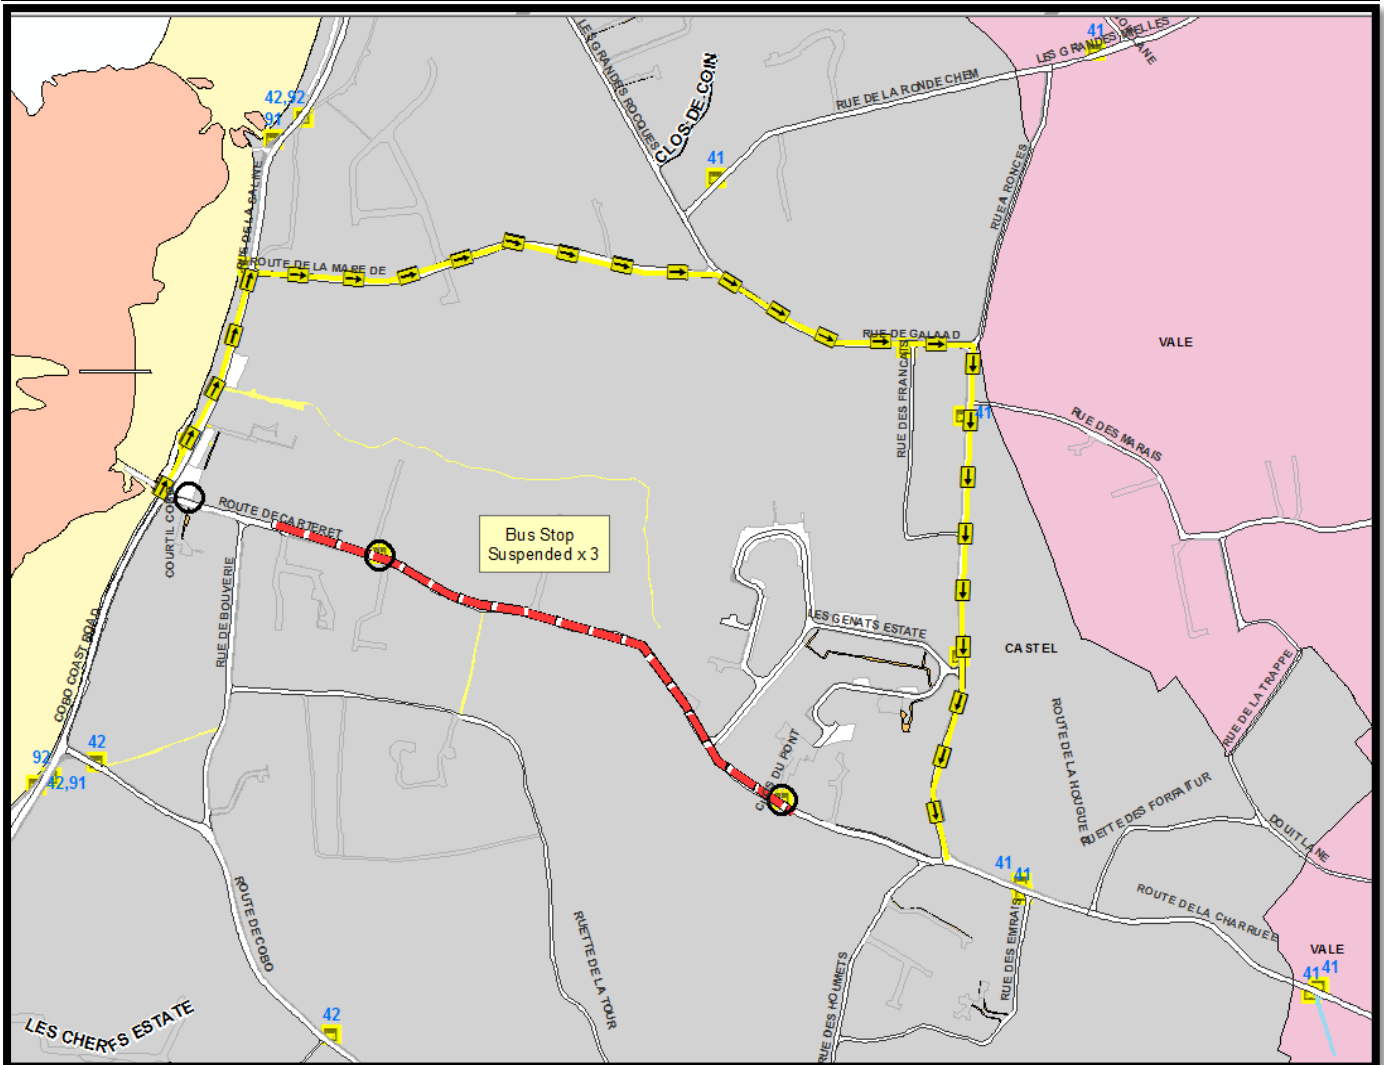 LES GRANDES MIELLES
41
LES GRANDES ROCQUES
CLOS DE COIN
RUE DE LA RONDE CHEM
42,92
91
41
RUE A RONCES
RUE DE LA SALINE
ROUTE DE LA MARE DE
RUE DE GALAAD
VALE
RUE DES FRANCAIS
41
RUE DES MARAIS
ROUTE DE CARTERET
Bus Stop
Suspended x 3
RUE DE BOUVERIE
LES GENATS ESTATE
CASTEL
COBO COAST ROAD
RUE DE LA TRAPPE
ROUTE DE LA HOUGUE
42
92
42,91
CLOS DU PONT
RUETTE DES FORFAITUR
DOUIT LANE
41
41
ROUTE DE LA CHARRUEE
ROUTE DE COBO
RUETTE DE LA TOUR
RUE DES EMRAIS
RUE DES HOUMETS
VALE
41
41
LES CHERFS ESTATE
42